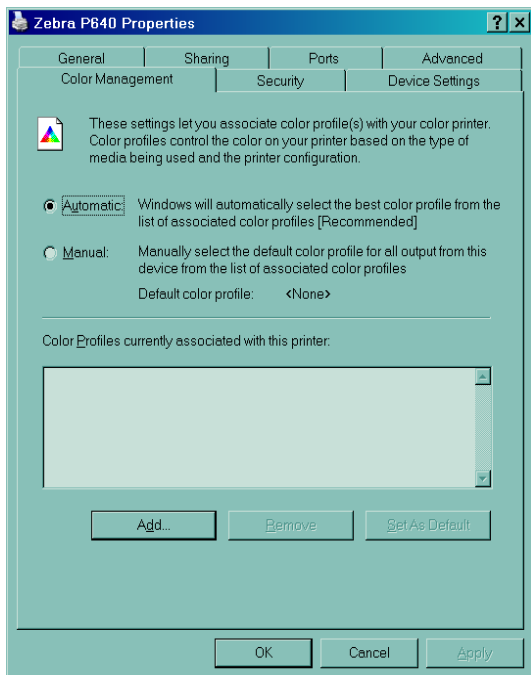 Zebra P640 Properties
General Sharing Ports Advanced
Color Management Security Device Settings
These settings let you associate color profile(s) with your color printer.
Color profiles control the color on your printer based on the type of
media being used and the printer configuration.
Automatic: Windows will automatically select the best color profile from the
list of associated color profiles [Recommended]
Manual: Manually select the default color profile for all output from this
device from the list of associated color profiles
Default color profile: <None>
Color Profiles currently associated with this printer:
Add... Remove Set As Default
OK Cancel Apply